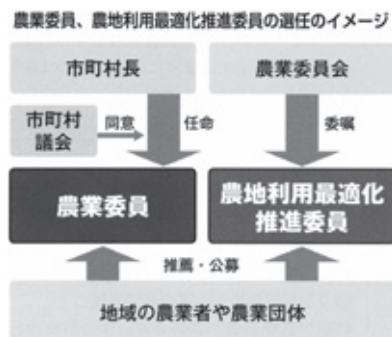 農業委員、農地利用最適化推進委員の選任のイメージ
市町村長
農業委員会
市町村
議会
同意
任命
委嘱
農業委員
農地利用最適化
推進委員
推薦・公募
地域の農業者や農業団体